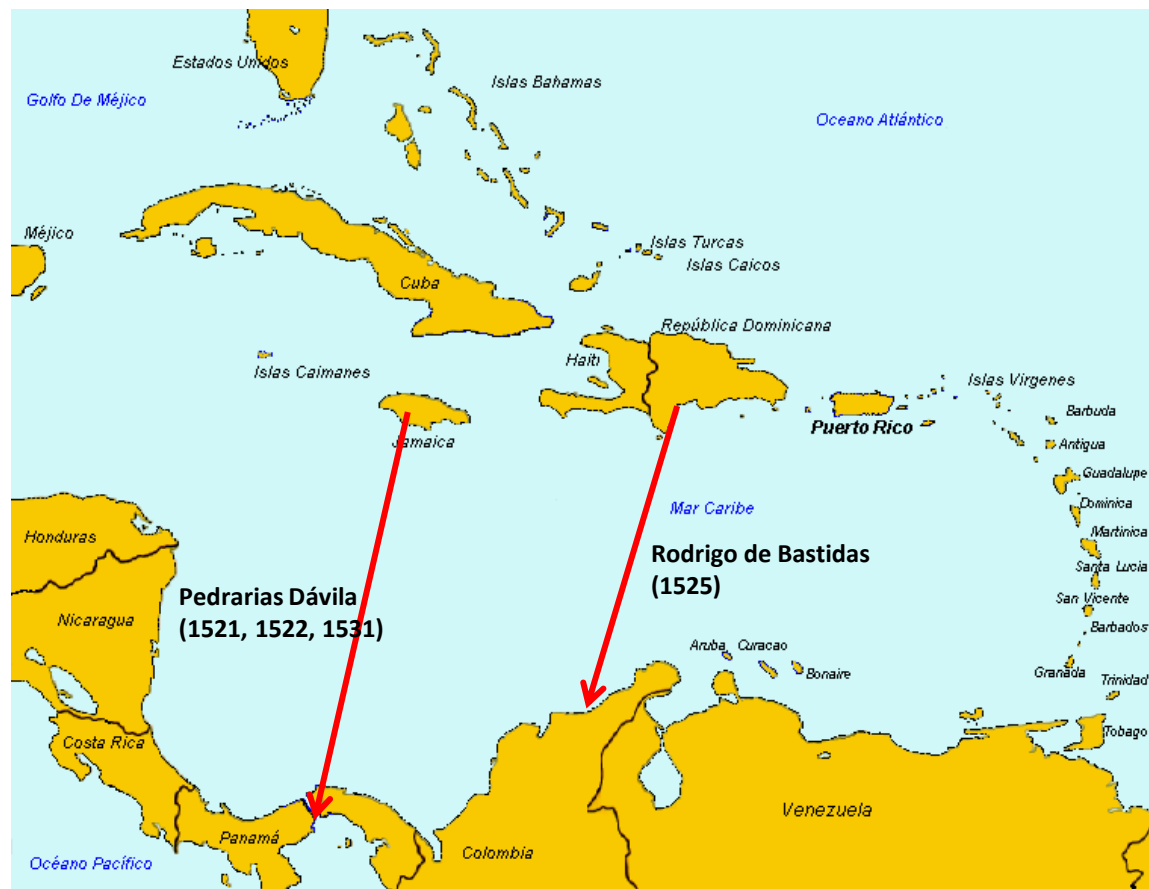 Estados Unidos
Islas Bahamas
Golfo De Méjico
Oceano Atlántico
Méjico
Islas Turcas
Islas Caicos
Cuba
República Dominicana
Haiti
Islas Caimanes
Islas Virgenes
Barbuda
Puerto Rico
Jamaica
Antigua
Guadalupe
Dominica
Mar Caribe
Martinica
Honduras
Rodrigo de Bastidas
(1525)
Santa Lucia
Pedrarias Dávila
(1521, 1522, 1531)
San Vicente
Nicaragua
Barbados
Aruba
Curacao
Bonaire
Granada
Trinidad
Tobago
Costa Rica
Venezuela
Panamá
Colombia
Océano Pacífico